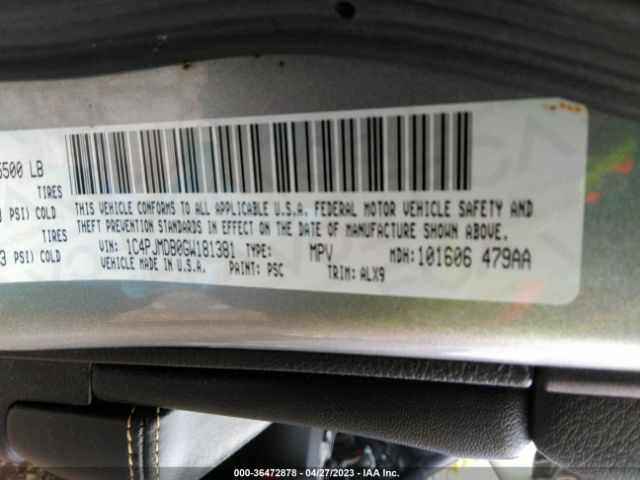 5500 LB
TIRES
PSI) COLD
TIRES
3 PSI) COLD
THIS VEHICLE CONFORMS TO ALL APPLICABLE U.S.A. FEDERAL MOTOR VEHICLE SAFETY AND
THEFT PREVENTION STANDARDS IN EFFECT ON THE DATE OF MANUFACTURE SHOWN ABOVE.
VIN: 1C4PJMDB0GW181381 TYPE: MPV MDH: 101606 479AA
VEHICLE MADE IN U.S.A. PAINT: PSC TRIM: ALX9
000-36472878 - 04/27/2023 - IAA Inc.